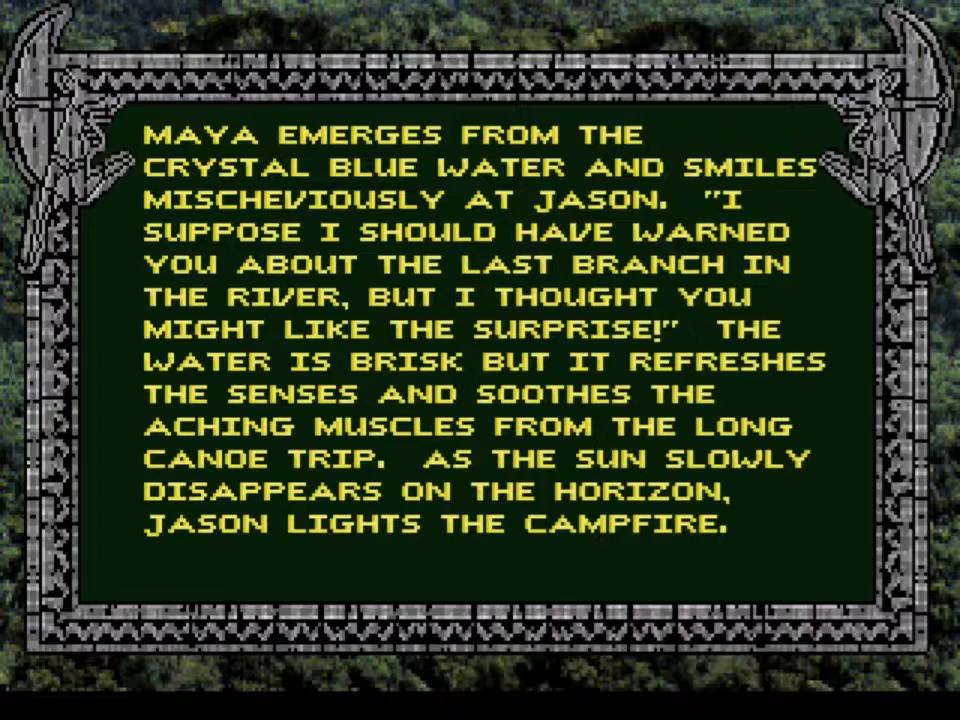 MAYA EMERGES FROM THE
CRYSTAL BLUE WATER AND SMILES
MISCHEVIOUSLY AT JASON.  "I
SUPPOSE I SHOULD HAVE WARNED
YOU ABOUT THE LAST BRANCH IN
THE RIVER, BUT I THOUGHT YOU
MIGHT LIKE THE SURPRISE!"  THE
WATER IS BRISK BUT IT REFRESHES
THE SENSES AND SOOTHES THE
ACHING MUSCLES FROM THE LONG
CANOE TRIP.  AS THE SUN SLOWLY
DISAPPEARS ON THE HORIZON,
JASON LIGHTS THE CAMPFIRE.